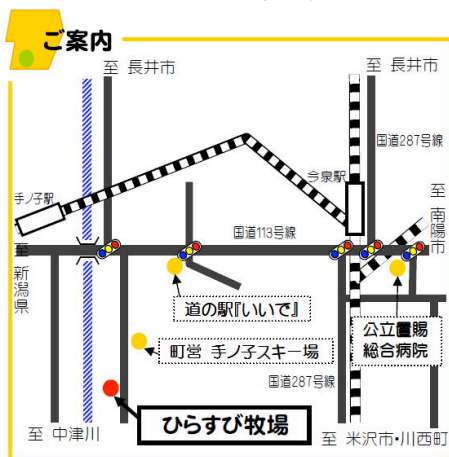 ご案内
至 長井市
至 長井市
国道287号線
今泉駅
手ノ子駅
至 南陽市
国道113号線
至 新潟県
道の駅『いいで』
公立置賜
総合病院
町営 手ノ子スキー場
国道287号線
ひらすび牧場
至 中津川
至 米沢市・川西町